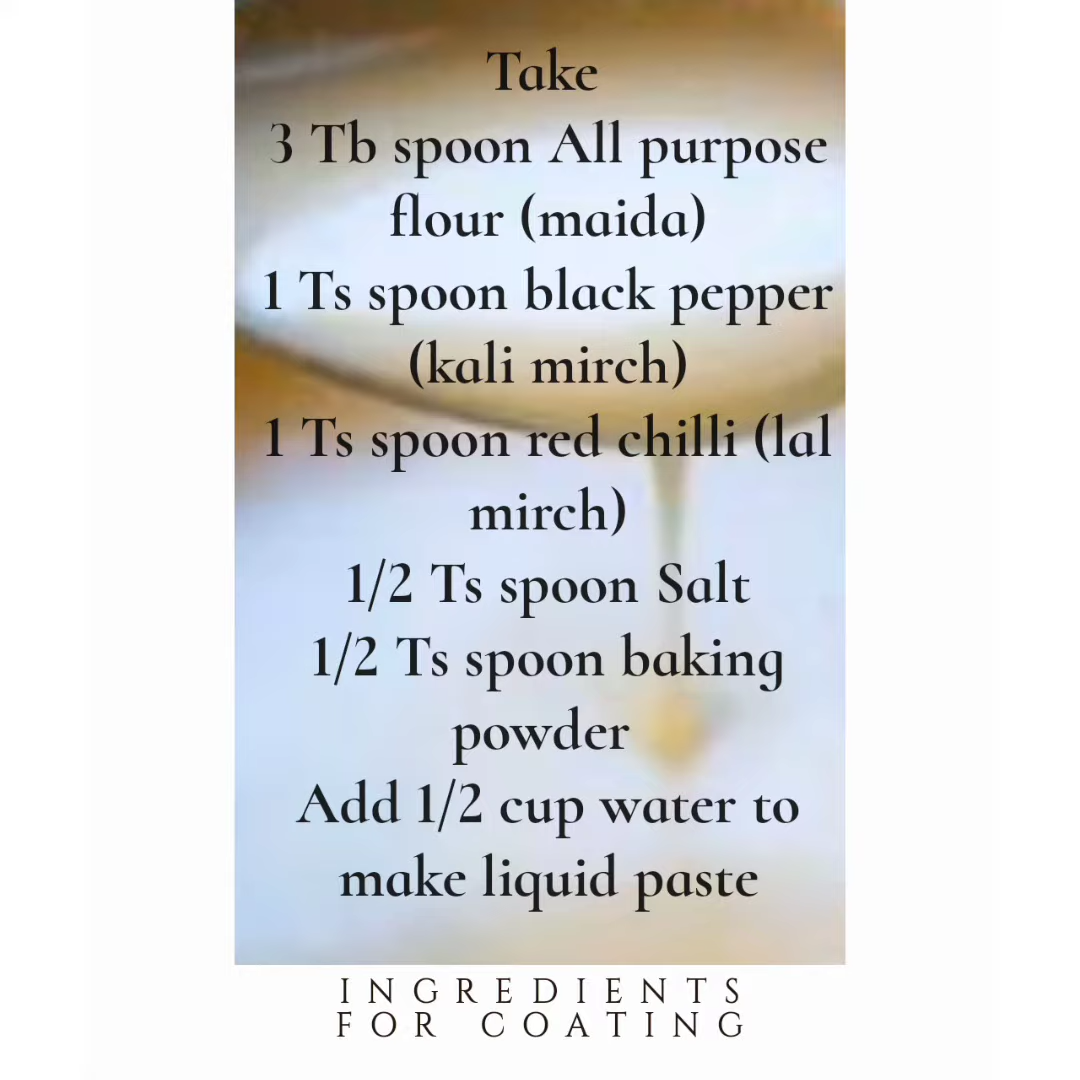 Take
3 Tb spoon All purpose
flour (maida)
1 Ts spoon black pepper
(kali mirch)
1 Ts spoon red chilli (lal
mirch)
1/2 Ts spoon Salt
1/2 Ts spoon baking
powder
Add 1/2 cup water to
make liquid paste
INGREDIENTS
FOR COATING